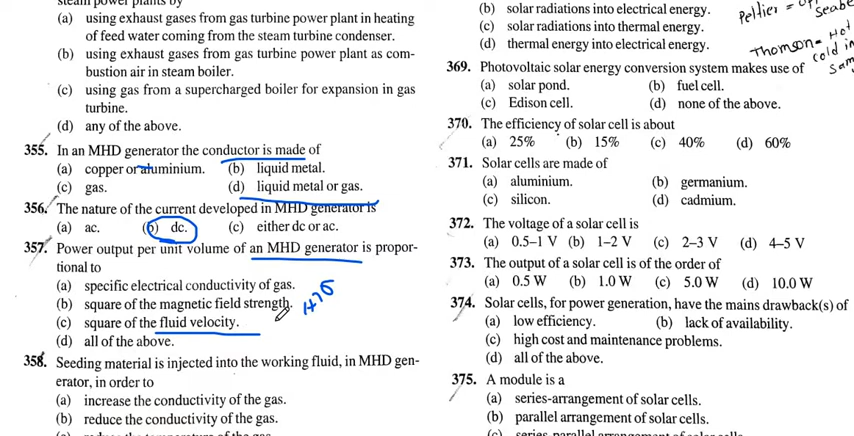 steam power plants by
(a) using exhaust gases from gas turbine power plant in heating
of feed water coming from the steam turbine condenser.
(b) using exhaust gases from gas turbine power plant as com-
bustion air in steam boiler.
(c) using gas from a supercharged boiler for expansion in gas
turbine.
(d) any of the above.
355. In an MHD generator the conductor is made of
(a) copper or aluminium. (b) liquid metal.
(c) gas. (d) liquid metal or gas.
356. The nature of the current developed in MHD generator is
(a) ac. (b) dc. (c) either dc or ac.
357. Power output per unit volume of an MHD generator is propor-
tional to
(a) specific electrical conductivity of gas.
(b) square of the magnetic field strength.
(c) square of the fluid velocity.
(d) all of the above.
358. Seeding material is injected into the working fluid, in MHD gen-
erator, in order to
(a) increase the conductivity of the gas.
(b) reduce the conductivity of the gas.
(b) solar radiations into electrical energy.
(c) solar radiations into thermal energy.
(d) thermal energy into electrical energy.
Peltier =
Seabe
Thomson = Hot
cold in
Sam
369. Photovoltaic solar energy conversion system makes use of
(a) solar pond. (b) fuel cell.
(c) Edison cell. (d) none of the above.
370. The efficiency of solar cell is about
(a) 25% (b) 15% (c) 40% (d) 60%
371. Solar cells are made of
(a) aluminium. (b) germanium.
(c) silicon. (d) cadmium.
372. The voltage of a solar cell is
(a) 0.5–1 V (b) 1–2 V (c) 2–3 V (d) 4–5 V
373. The output of a solar cell is of the order of
(a) 0.5 W (b) 1.0 W (c) 5.0 W (d) 10.0 W
374. Solar cells, for power generation, have the mains drawback(s) of
(a) low efficiency. (b) lack of availability.
(c) high cost and maintenance problems.
(d) all of the above.
375. A module is a
(a) series-arrangement of solar cells.
(b) parallel arrangement of solar cells.